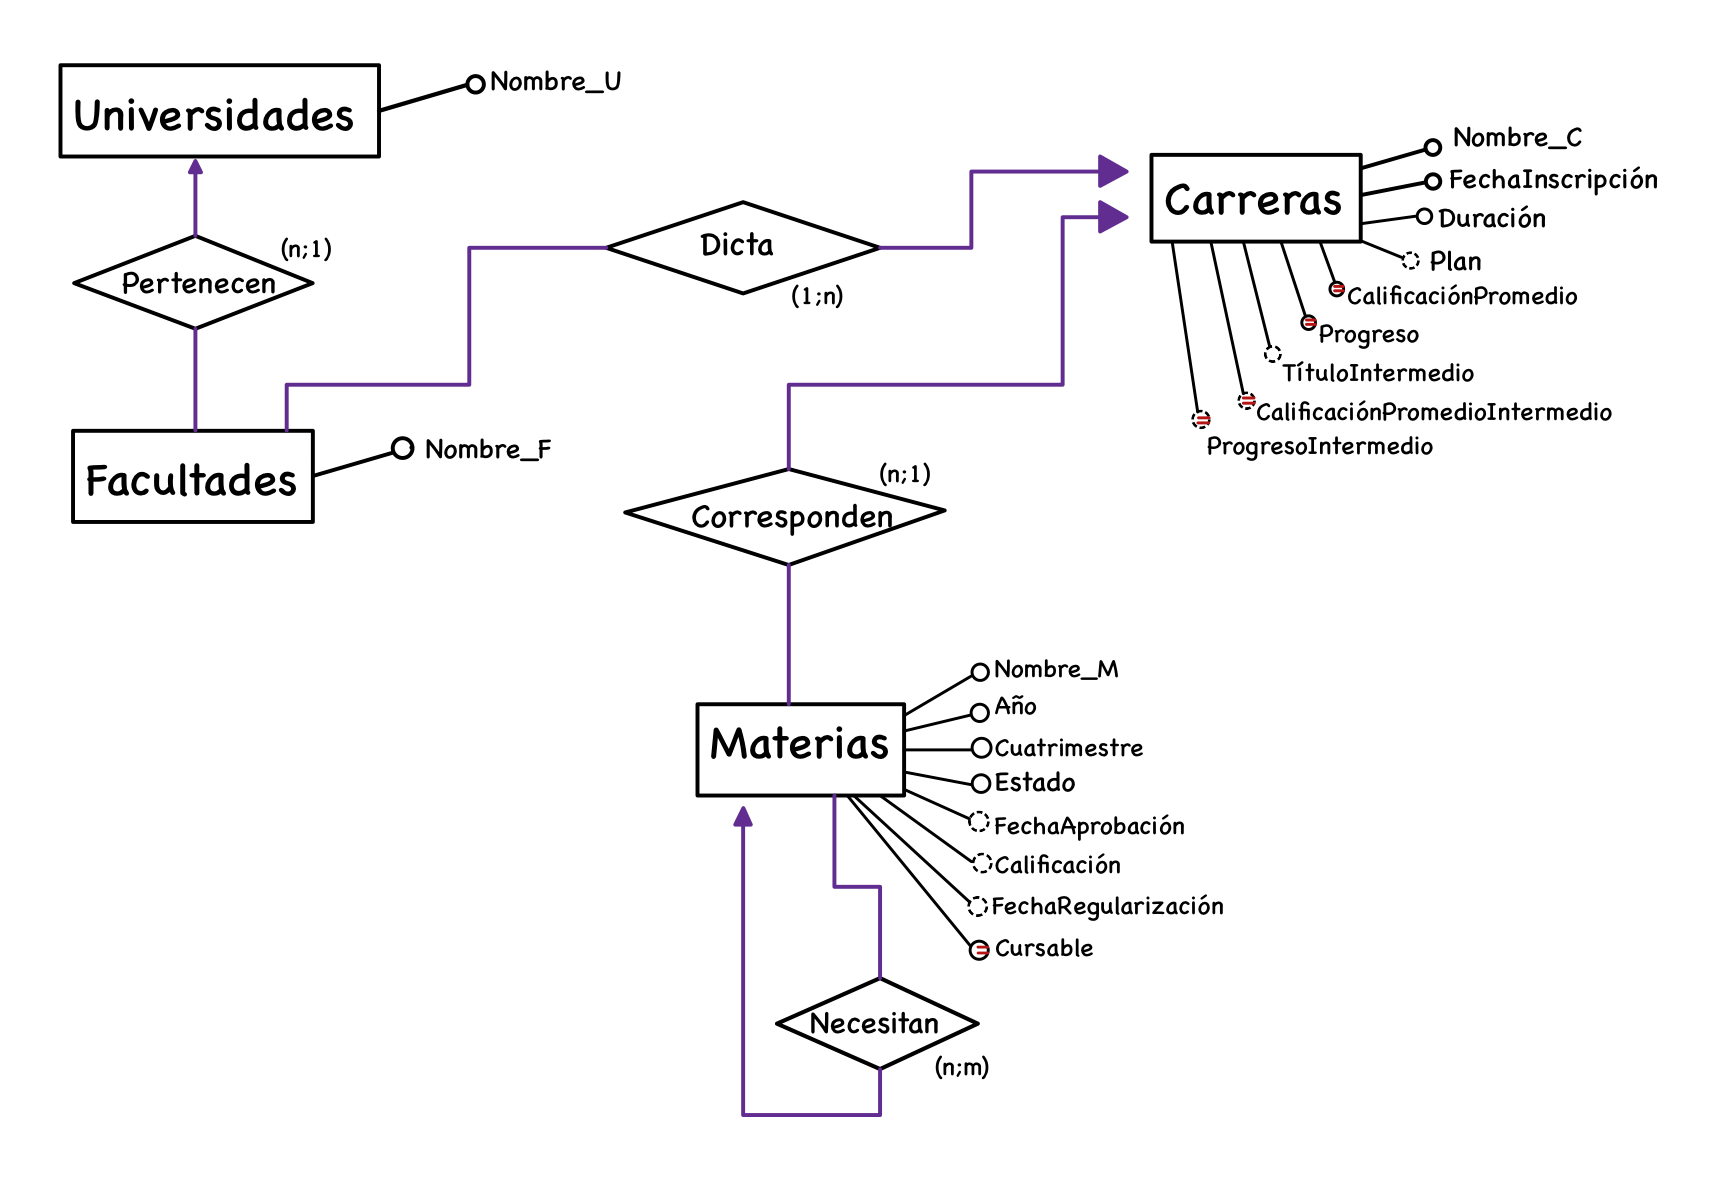 Universidades
Nombre_U
Pertenecen
(n;1)
Facultades
Nombre_F
Dicta
(1;n)
Carreras
Nombre_C
FechaInscripción
Duración
Plan
CalificaciónPromedio
Progreso
TítuloIntermedio
CalificaciónPromedioIntermedio
ProgresoIntermedio
Corresponden
(n;1)
Materias
Nombre_M
Año
Cuatrimestre
Estado
FechaAprobación
Calificación
FechaRegularización
Cursable
Necesitan
(n;m)